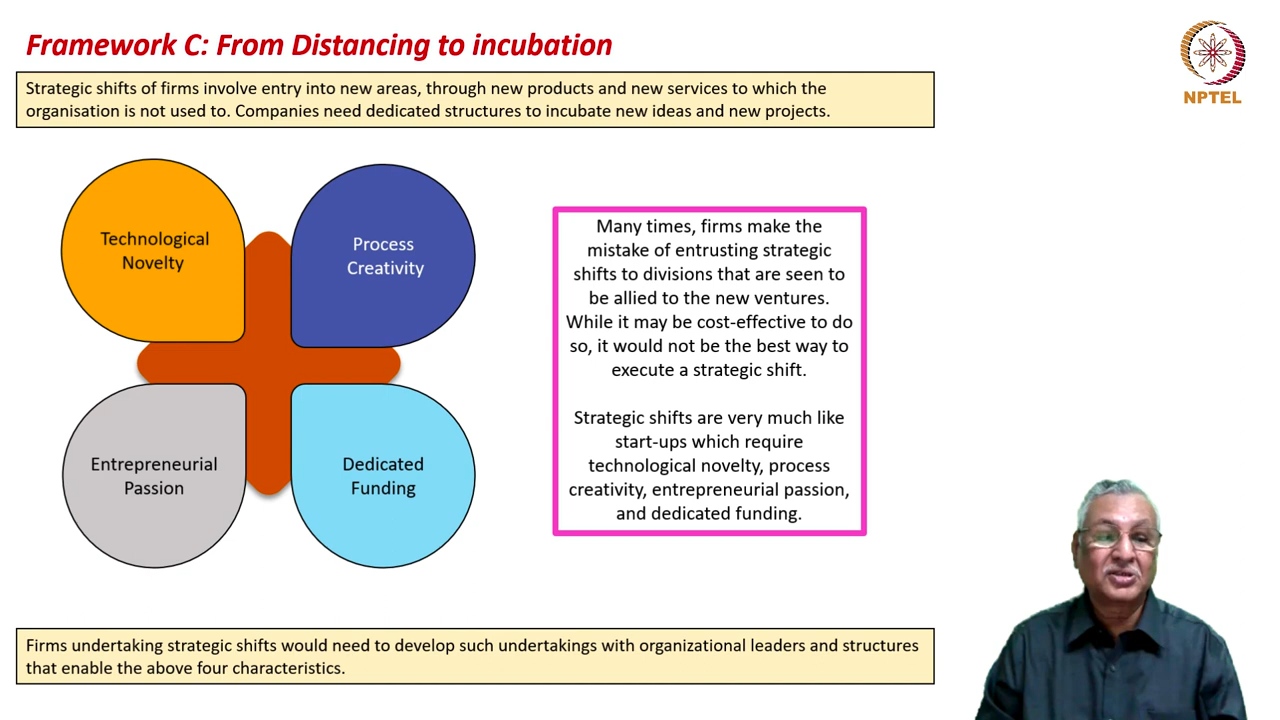 Framework C: From Distancing to incubation
NPTEL
Strategic shifts of firms involve entry into new areas, through new products and new services to which the
organisation is not used to. Companies need dedicated structures to incubate new ideas and new projects.
Technological
Novelty
Process
Creativity
Entrepreneurial
Passion
Dedicated
Funding
Many times, firms make the
mistake of entrusting strategic
shifts to divisions that are seen to
be allied to the new ventures.
While it may be cost-effective to do
so, it would not be the best way to
execute a strategic shift.
Strategic shifts are very much like
start-ups which require
technological novelty, process
creativity, entrepreneurial passion,
and dedicated funding.
Firms undertaking strategic shifts would need to develop such undertakings with organizational leaders and structures
that enable the above four characteristics.